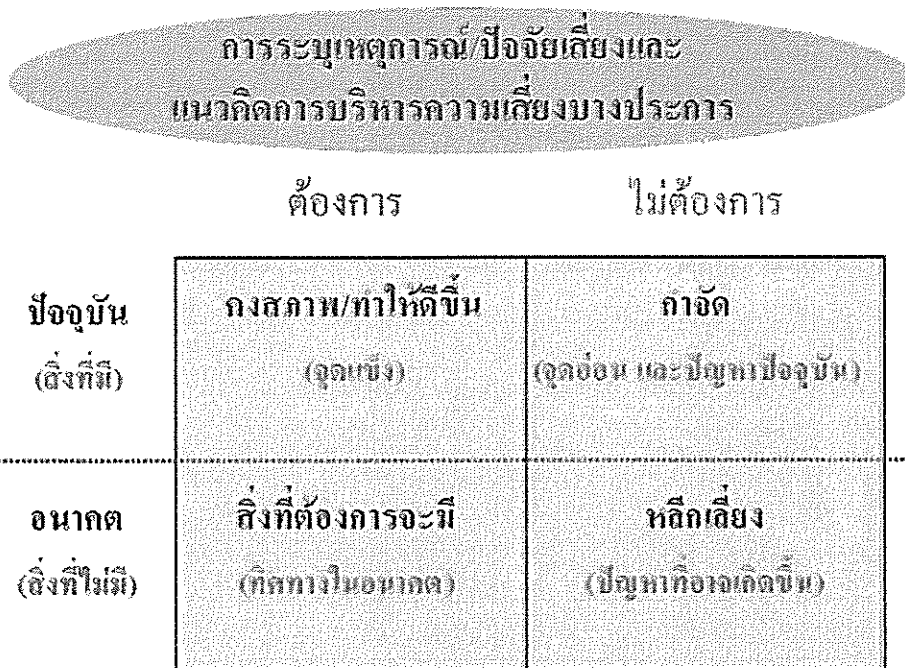 การระบุเหตุการณ์/ปัจจัยเสี่ยงและ
แนวคิดการบริหารความเสี่ยงบางประการ
ต้องการ ไม่ต้องการ
ปัจจุบัน คงสภาพ/ทำให้ดีขึ้น กำจัด
(สิ่งที่มี) (จุดแข็ง) (จุดอ่อน และปัญหาปัจจุบัน)
อนาคต สิ่งที่ต้องการจะมี หลีกเลี่ยง
(สิ่งที่ไม่มี) (ทิศทางในอนาคต) (ปัญหาที่อาจเกิดขึ้น)